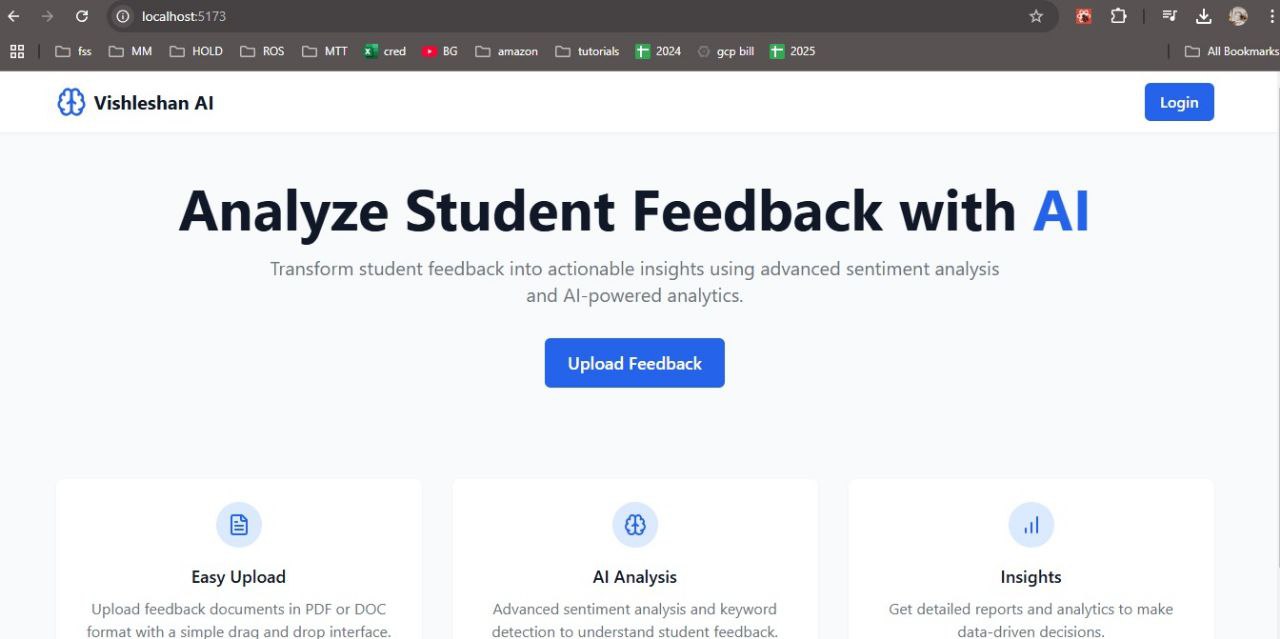 localhost:5173
fss
MM
HOLD
ROS
MTT
cred
BG
amazon
tutorials
2024
gcp bill
2025
All Bookmarks
Vishleshan AI
Login
Analyze Student Feedback with AI
Transform student feedback into actionable insights using advanced sentiment analysis
and AI-powered analytics.
Upload Feedback
Easy Upload
Upload feedback documents in PDF or DOC
format with a simple drag and drop interface.
AI Analysis
Advanced sentiment analysis and keyword
detection to understand student feedback.
Insights
Get detailed reports and analytics to make
data-driven decisions.